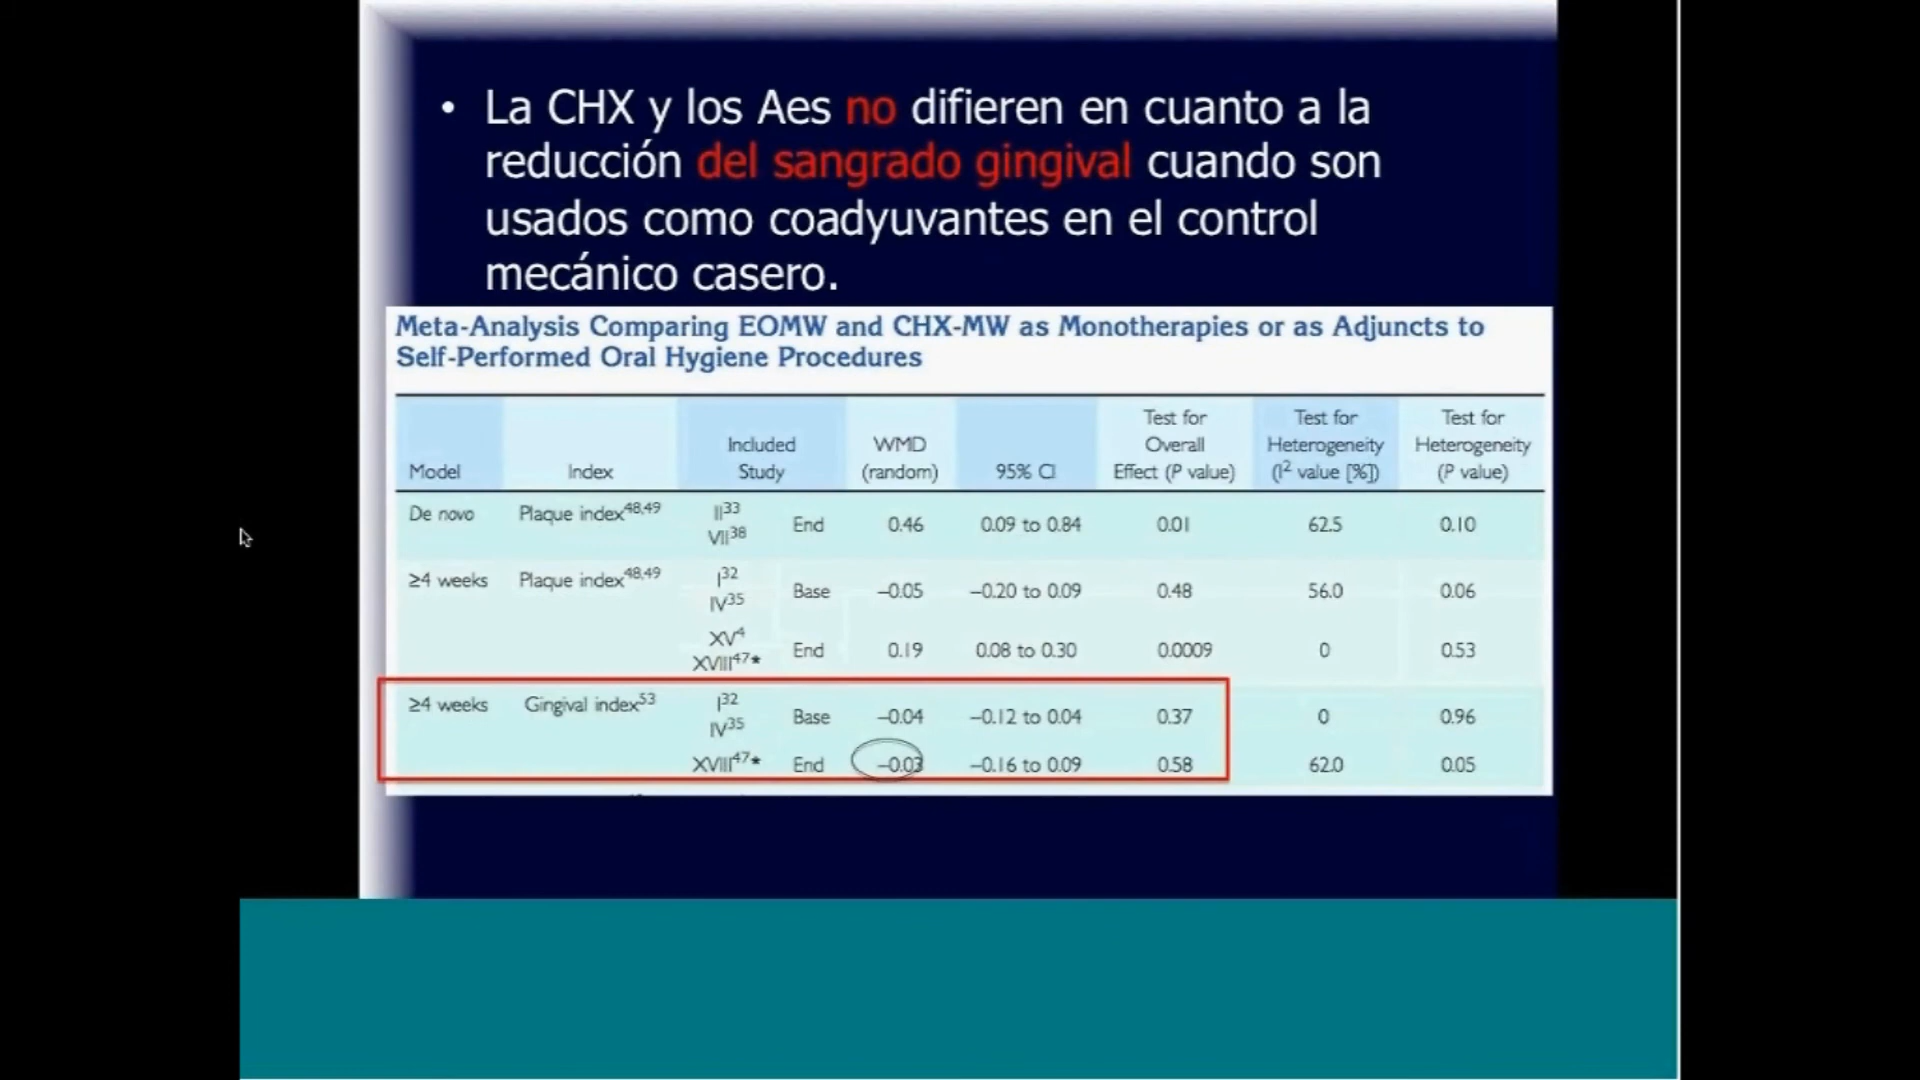 • La CHX y los Aes no difieren en cuanto a la
reducción del sangrado gingival cuando son
usados como coadyuvantes en el control
mecánico casero.
Meta-Analysis Comparing EOMW and CHX-MW as Monotherapies or as Adjuncts to
Self-Performed Oral Hygiene Procedures
Model Index Included Study WMD (random) 95% CI Test for Overall Effect (P value) Test for Heterogeneity (I² value [%]) Test for Heterogeneity (P value)
De novo Plaque index48,49 II33 VII38 End 0.46 0.09 to 0.84 0.01 62.5 0.10
≥4 weeks Plaque index48,49 I32 IV35 Base –0.05 –0.20 to 0.09 0.48 56.0 0.06
XV4 XVIII47* End 0.19 0.08 to 0.30 0.0009 0 0.53
≥4 weeks Gingival index53 I32 IV35 Base –0.04 –0.12 to 0.04 0.37 0 0.96
XVIII47* End –0.03 –0.16 to 0.09 0.58 62.0 0.05